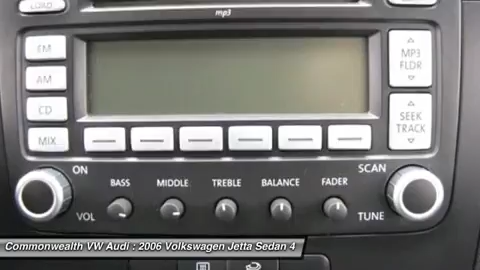 LOAD
mp3
FM
AM
CD
MIX
MP3
FLDR
SEEK
TRACK
ON
SCAN
BASS MIDDLE TREBLE BALANCE FADER
VOL
TUNE
Commonwealth VW Audi : 2006 Volkswagen Jetta Sedan 4